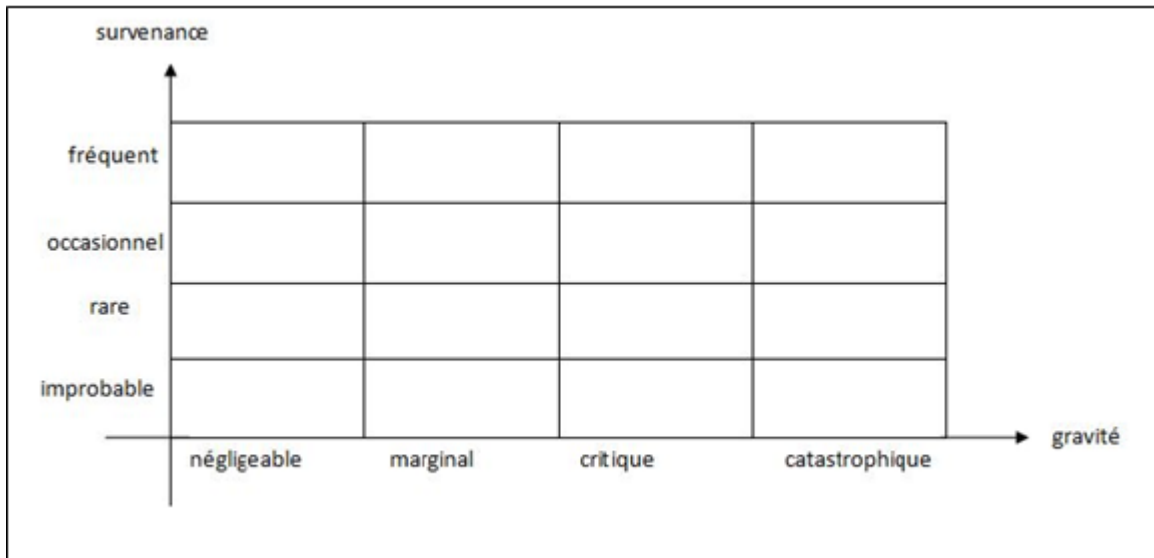 survenance
fréquent
occasionnel
rare
improbable
gravité
négligeable marginal critique catastrophique